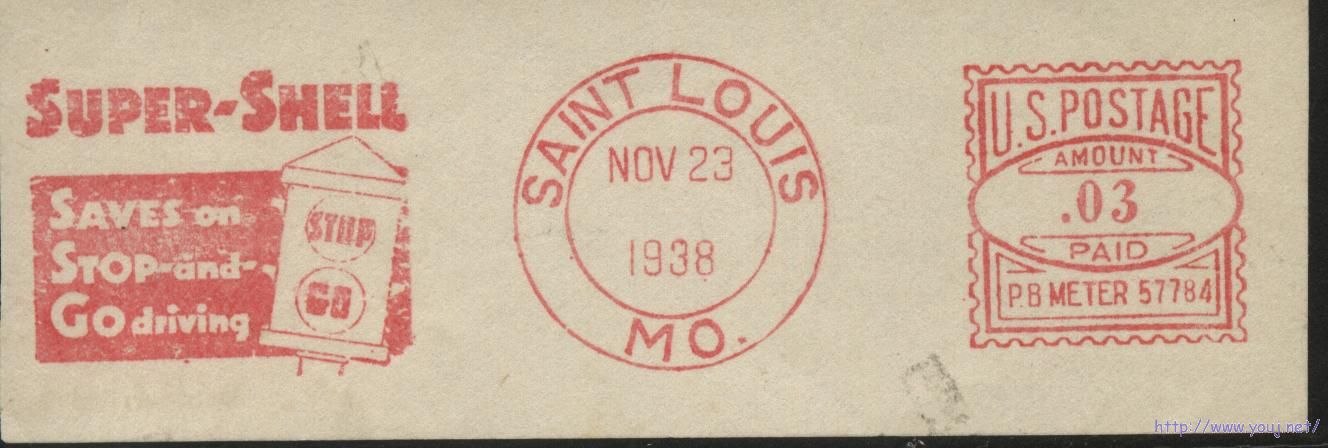 SUPER-SHELL
SAVES on
STOP-and-
GO driving
STOP
GO
SAINT LOUIS
NOV 23
1938
MO.
U.S. POSTAGE
AMOUNT
.03
PAID
PB METER 57784
http://www.youj.net/